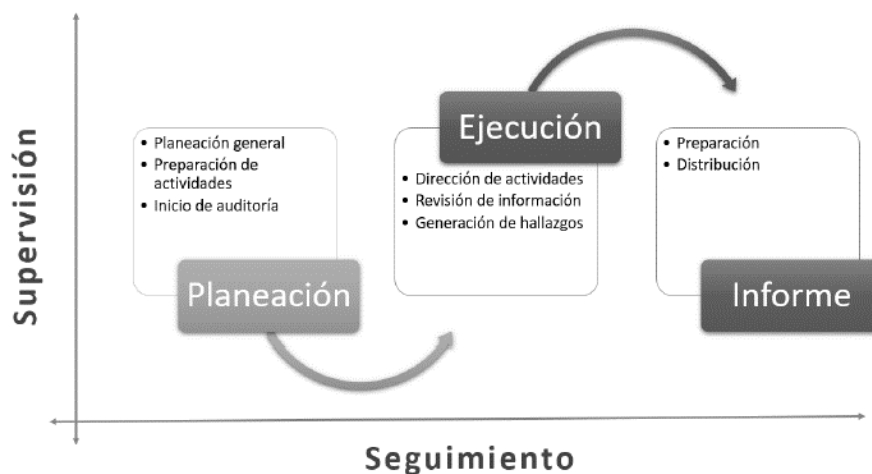 Supervisión
• Planeación general
• Preparación de
actividades
• Inicio de auditoría
Planeación
Ejecución
• Dirección de actividades
• Revisión de información
• Generación de hallazgos
• Preparación
• Distribución
Informe
Seguimiento